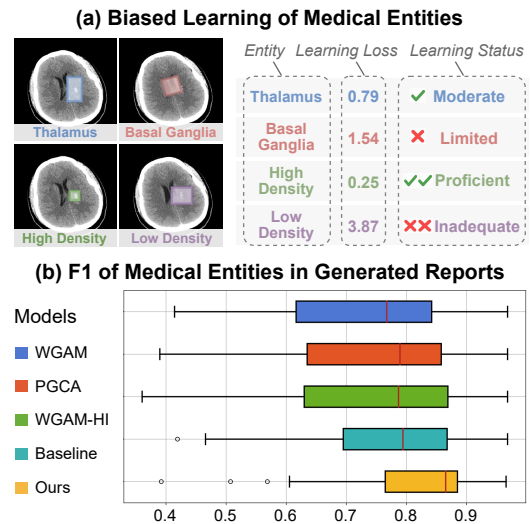 (a) Biased Learning of Medical Entities
Entity Learning Loss Learning Status
Thalamus
Basal Ganglia
High Density
Low Density
Thalamus 0.79 Moderate
Basal
Ganglia 1.54 Limited
High
Density 0.25 Proficient
Low
Density 3.87 Inadequate
(b) F1 of Medical Entities in Generated Reports
Models
WGAM
PGCA
WGAM-HI
Baseline
Ours
0.4 0.5 0.6 0.7 0.8 0.9